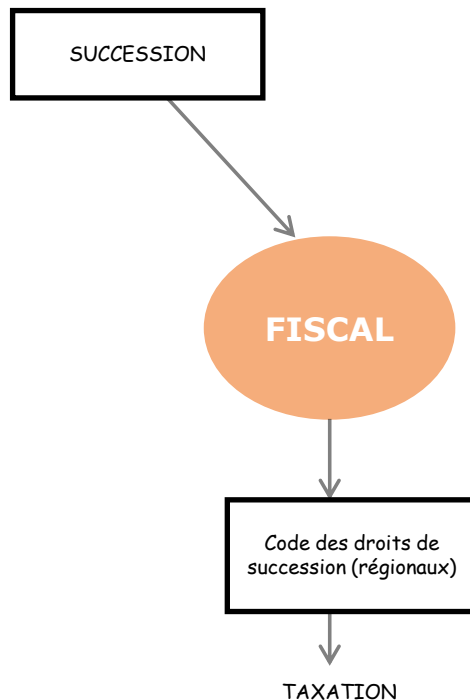 SUCCESSION
FISCAL
Code des droits de
succession (régionaux)
TAXATION